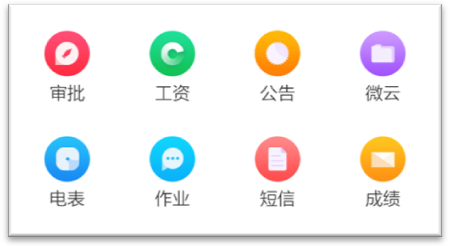 审批 工资 公告 微云
电表 作业 短信 成绩